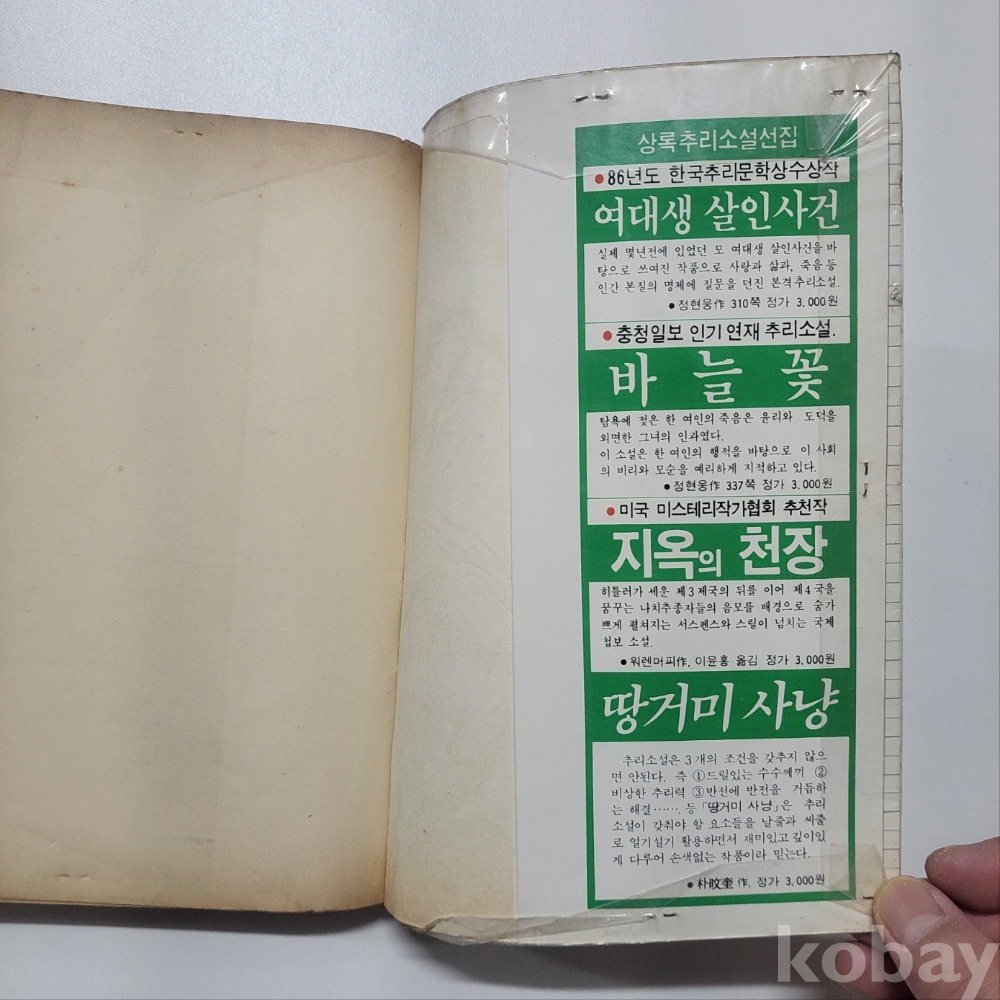 상록추리소설선집
● 86년도 한국추리문학상수상작
여대생 살인사건
실제 몇년전에 있었던 모 여대생 살인사건을 바
탕으로 쓰여진 작품으로 사랑과 삶과, 죽음등
인간 본질의 명제에 질문을 던진 본격추리소설.
● 정현웅作 310쪽 정가 3,000원
● 충청일보 인기 연재 추리소설.
바늘꽃
탐욕에 젖은 한 여인의 죽음은 윤리와 도덕을
외면한 그녀의 인과였다.
이 소설은 한 여인의 행적을 바탕으로 이 사회
의 비리와 모순을 예리하게 지적하고 있다.
● 정현웅作 337쪽 정가 3,000원
● 미국 미스테리작가협회 추천작
지옥의 천장
히틀러가 세운 제3제국의 뒤를 이어 제4국을
꿈꾸는 나치추종자들의 음모를 배경으로 숨가
쁘게 펼쳐지는 서스펜스와 스릴이 넘치는 국제
첩보 소설.
● 워렌머피作, 이윤홍 옮김 정가 3,000원
땅거미 사냥
추리소설은 3개의 조건을 갖추지 않으
면 안된다. 즉 ①드릴있는 수수께끼 ②
비상한 추리력 ③반전에 반전을 거듭하
는 해결……. 등 「땅거미 사냥」은 추리
소설이 갖춰야 할 요소들을 날줄과 씨줄
로 얼기설기 활용하면서 재미있고 깊이있
게 다루어 손색없는 작품이라 믿는다.
● 朴 奎 作, 정가 3,000원
kobay